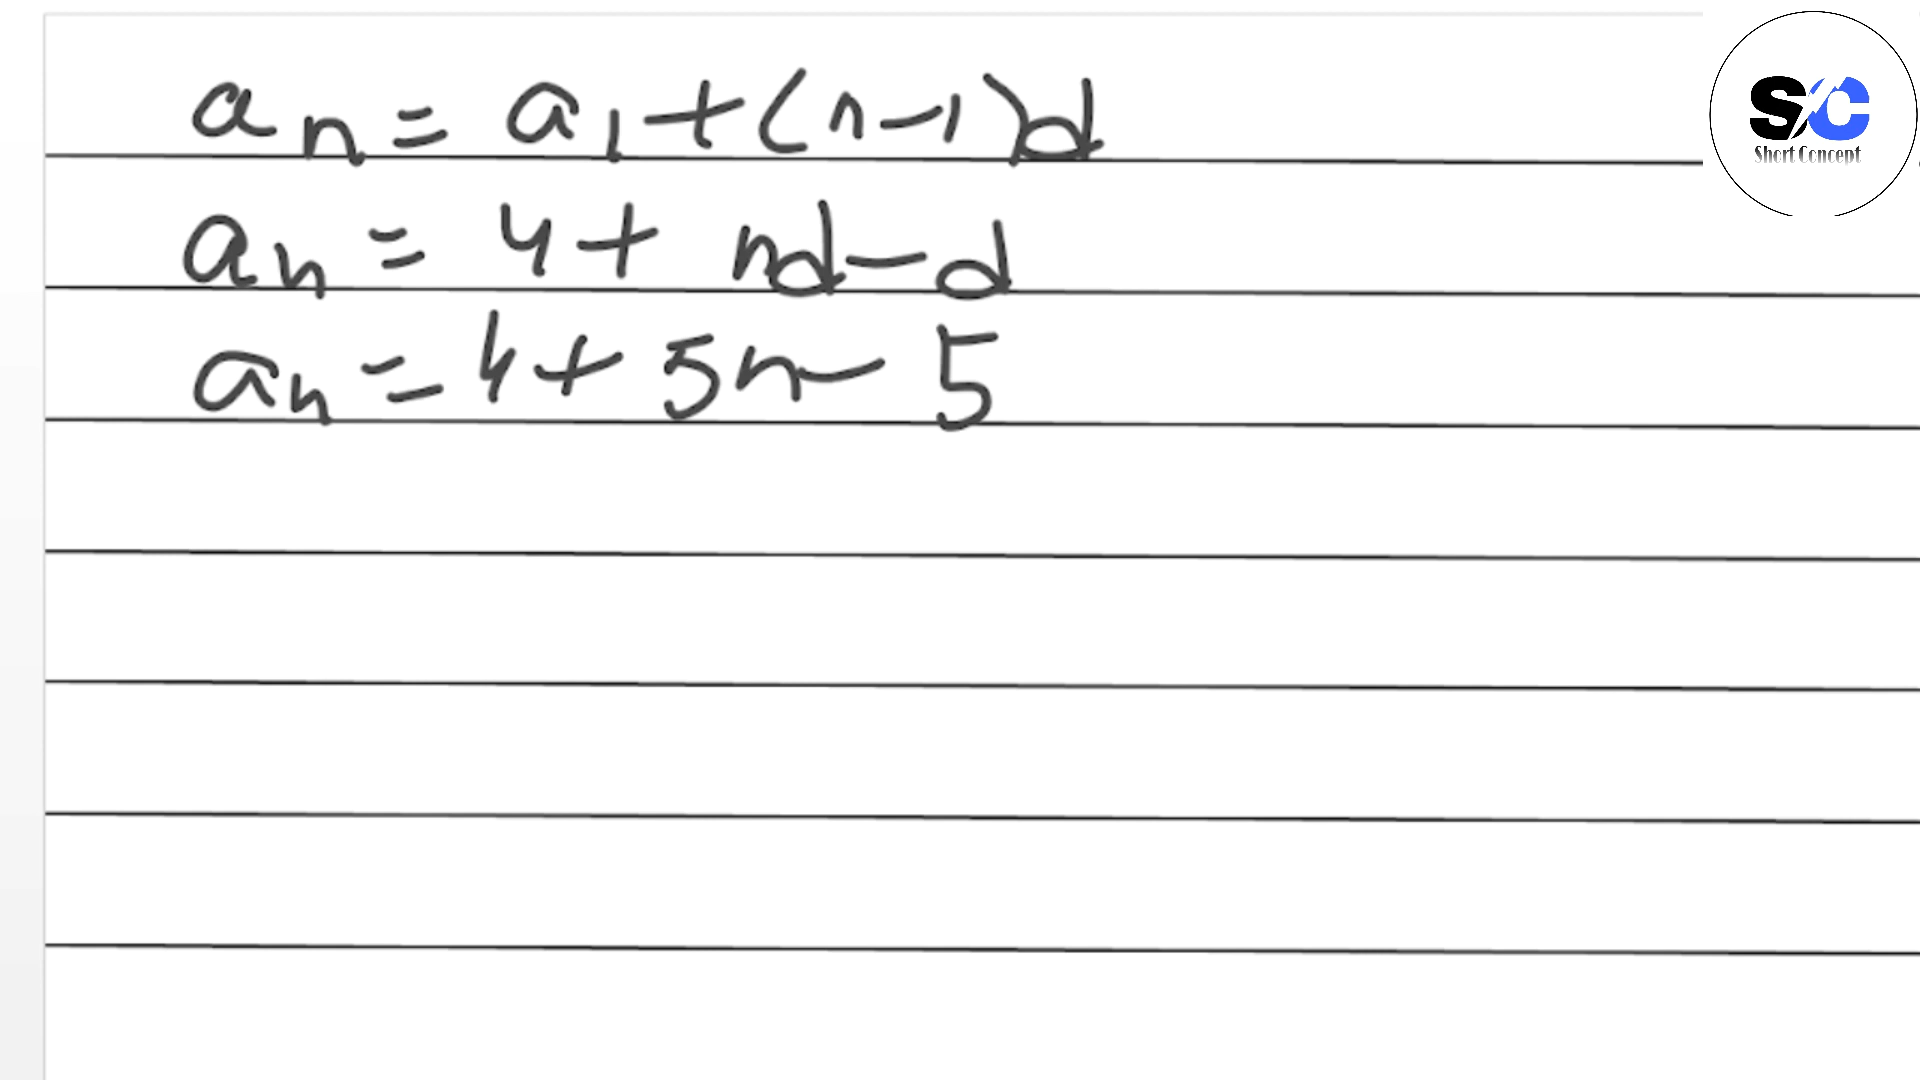 aₙ = a₁ + (n-1)d
aₙ = 4 + nd - d
aₙ = 4 + 5n - 5
SC
Short Concept